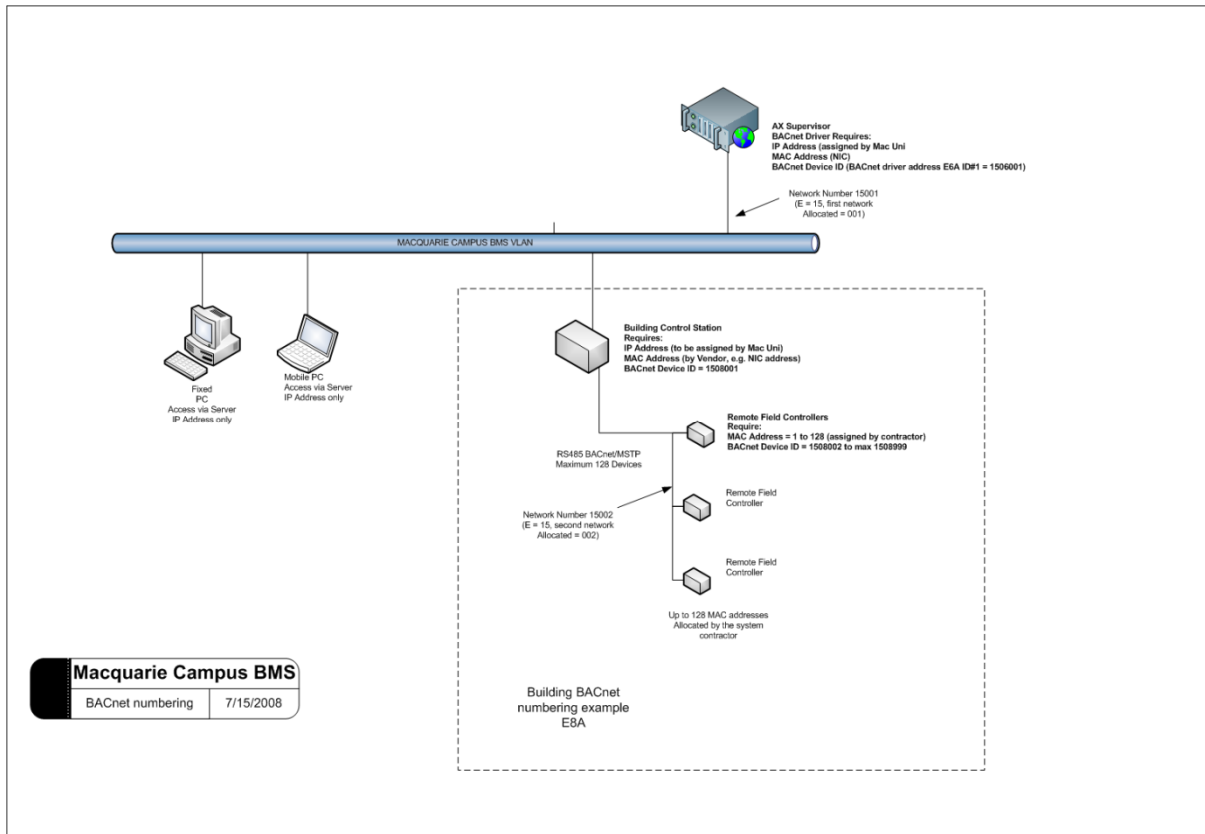 AX Supervisor
BACnet Driver Requires:
IP Address (assigned by Mac Uni
MAC Address (NIC)
BACnet Device ID (BACnet driver address E6A ID#1 = 1506001)
Network Number 15001
(E = 15, first network
Allocated = 001)
MACQUARIE CAMPUS BMS VLAN
Fixed
PC
Access via Server
IP Address only
Mobile PC
Access via Server
IP Address only
Building Control Station
Requires:
IP Address (to be assigned by Mac Uni)
MAC Address (by Vendor, e.g. NIC address)
BACnet Device ID = 1508001
Remote Field Controllers
Require:
MAC Address = 1 to 128 (assigned by contractor)
BACnet Device ID = 1508002 to max 1508999
RS485 BACnet/MSTP
Maximum 128 Devices
Remote Field
Controller
Network Number 15002
(E = 15, second network
Allocated = 002)
Remote Field
Controller
Up to 128 MAC addresses
Allocated by the system
contractor
Building BACnet
numbering example
E8A
Macquarie Campus BMS
BACnet numbering
7/15/2008